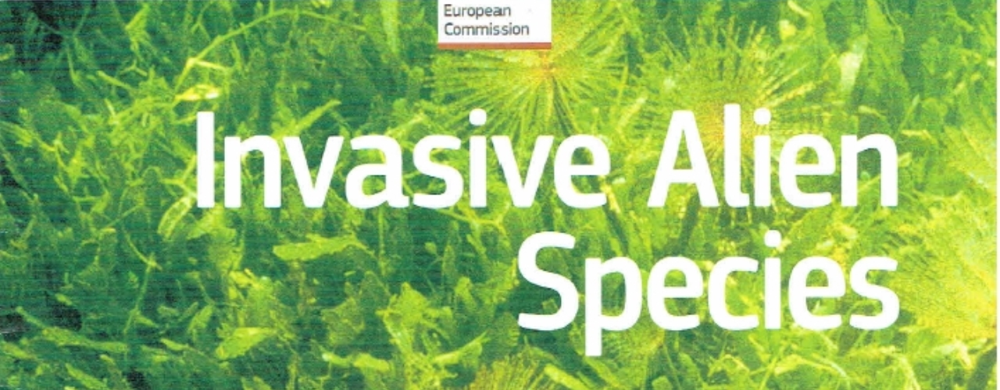 European
Commission
Invasive Alien
Species